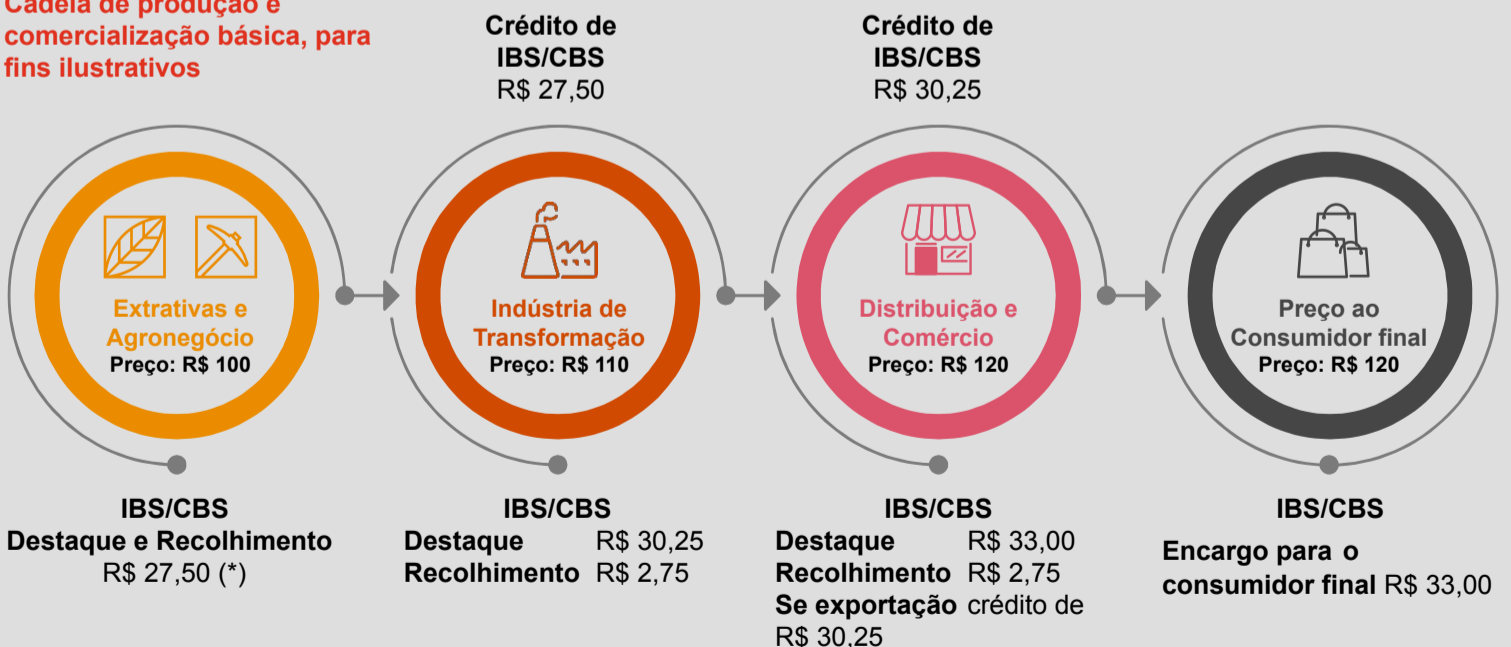 Cadeia de produção e
comercialização básica, para
fins ilustrativos
Crédito de
IBS/CBS
R$ 27,50
Crédito de
IBS/CBS
R$ 30,25
Extrativas e
Agronegócio
Preço: R$ 100
Indústria de
Transformação
Preço: R$ 110
Distribuição e
Comércio
Preço: R$ 120
Preço ao
Consumidor final
Preço: R$ 120
IBS/CBS
Destaque e Recolhimento
R$ 27,50 (*)
IBS/CBS
Destaque R$ 30,25
Recolhimento R$ 2,75
IBS/CBS
Destaque R$ 33,00
Recolhimento R$ 2,75
Se exportação crédito de
R$ 30,25
IBS/CBS
Encargo para o
consumidor final R$ 33,00